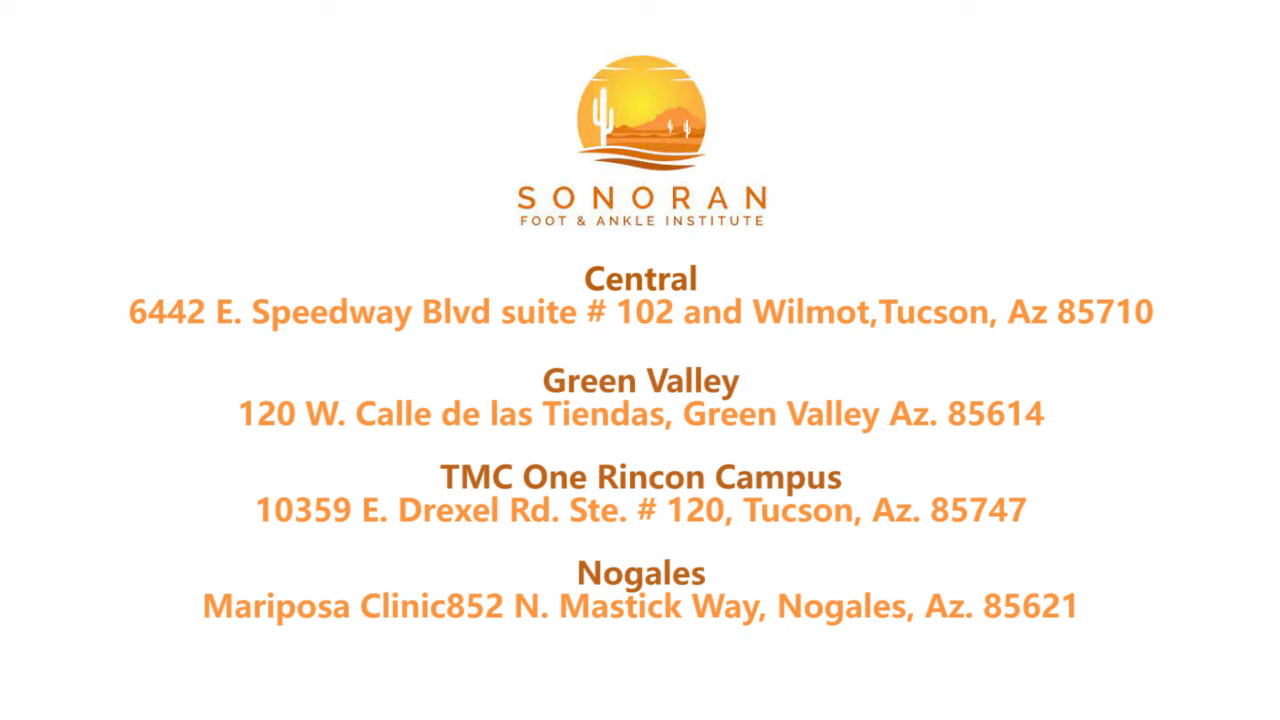 SONORAN
FOOT & ANKLE INSTITUTE
Central
6442 E. Speedway Blvd suite # 102 and Wilmot,Tucson, Az 85710
Green Valley
120 W. Calle de las Tiendas, Green Valley Az. 85614
TMC One Rincon Campus
10359 E. Drexel Rd. Ste. # 120, Tucson, Az. 85747
Nogales
Mariposa Clinic852 N. Mastick Way, Nogales, Az. 85621